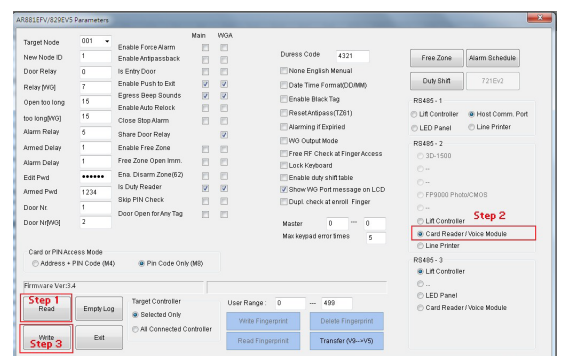 AR881EFV/829EV5 Parameters
Main WGA
Target Node 001
Enable Force Alarm
New Node ID 1
Enable Antipassback
Door Relay 0
Is Entry Door
Relay [WG] 7
Enable Push to Exit
Open too long 15
Egress Beep Sounds
too long[WG] 15
Enable Auto Relock
Close Stop Alarm
Alarm Relay 5
Share Door Relay
Armed Delay 1
Enable Free Zone
Alarm Delay 1
Free Zone Open Imm.
Edit Pwd ●●●●●●
Ena. Disarm Zone(62)
Armed Pwd 1234
Is Duty Reader
Door Nr. 1
Skip PIN Check
Door Nr[WG] 2
Door Open for Any Tag
Duress Code 4321
None English Menual
Date Time Format(DD/MM)
Enable Black Tag
ResetAntipass(TZ61)
Alarming if Expiried
WG Output Mode
Free RF Check at Finger Access
Lock Keyboard
Enable duty shift table
Show WG Port message on LCD
Dupl. check at enroll Finger
Master 0 --- 0
Max keypad error times 5
Free Zone Alarm Schedule
Duty Shift 721Ev2
RS485 - 1
Lift Controller Host Comm. Port
LED Panel Line Printer
RS485 - 2
3D-1500
--
--
FP9000 Photo/CMOS
--
Lift Controller
Step 2
Card Reader / Voice Module
Line Printer
RS485 - 3
Lift Controller
..
LED Panel
Card Reader / Voice Module
Card or PIN Access Mode
Address + PIN Code (M4) Pin Code Only (M8)
Firmware Ver:3.4
Step 1
Read Empty Log
Target Controller
Selected Only
All Connected Controller
User Range : 0 --- 499
Write Fingerprint Delete Fingerprint
Write Exit
Step 3
Read Fingerprinit Transfer (V9-->V5)